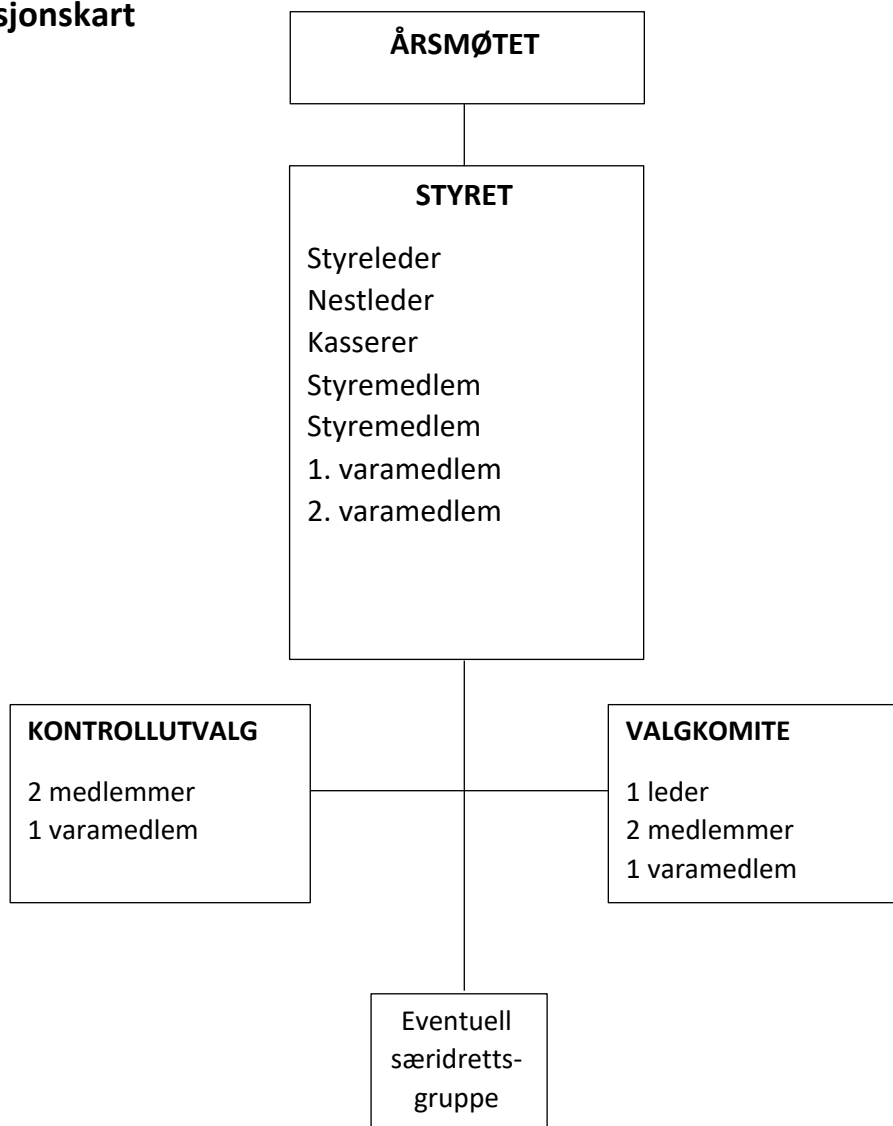 sjonskart
ÅRSMØTET
STYRET
Styreleder
Nestleder
Kasserer
Styremedlem
Styremedlem
1. varamedlem
2. varamedlem
KONTROLLUTVALG
2 medlemmer
1 varamedlem
VALGKOMITE
1 leder
2 medlemmer
1 varamedlem
Eventuell
særidretts-
gruppe